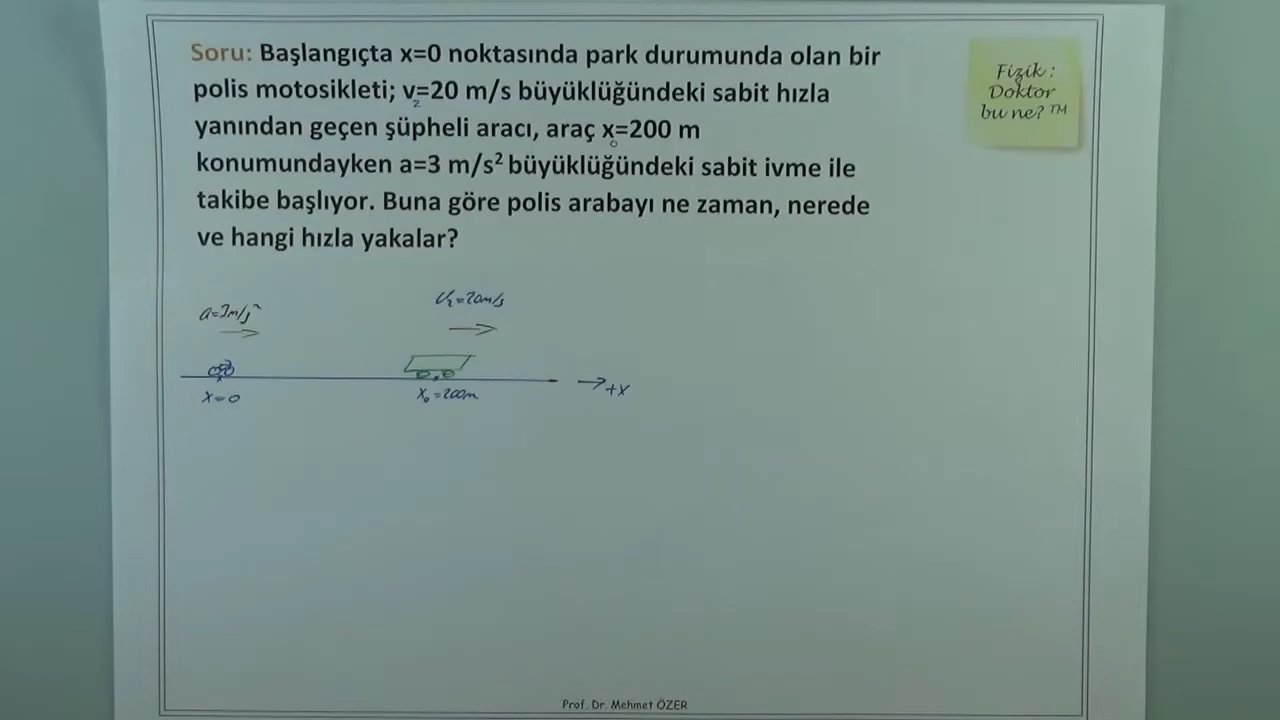 Soru: Başlangıçta x=0 noktasında park durumunda olan bir
polis motosikleti; v₂=20 m/s büyüklüğündeki sabit hızla
yanından geçen şüpheli aracı, araç x₀=200 m
konumundayken a=3 m/s² büyüklüğündeki sabit ivme ile
takibe başlıyor. Buna göre polis arabayı ne zaman, nerede
ve hangi hızla yakalar?
Fizik:
Doktor
bu ne? ™
a=3m/s²
V₂=20m/s
x=0
x₀=200m
+x
Prof. Dr. Mehmet ÖZER